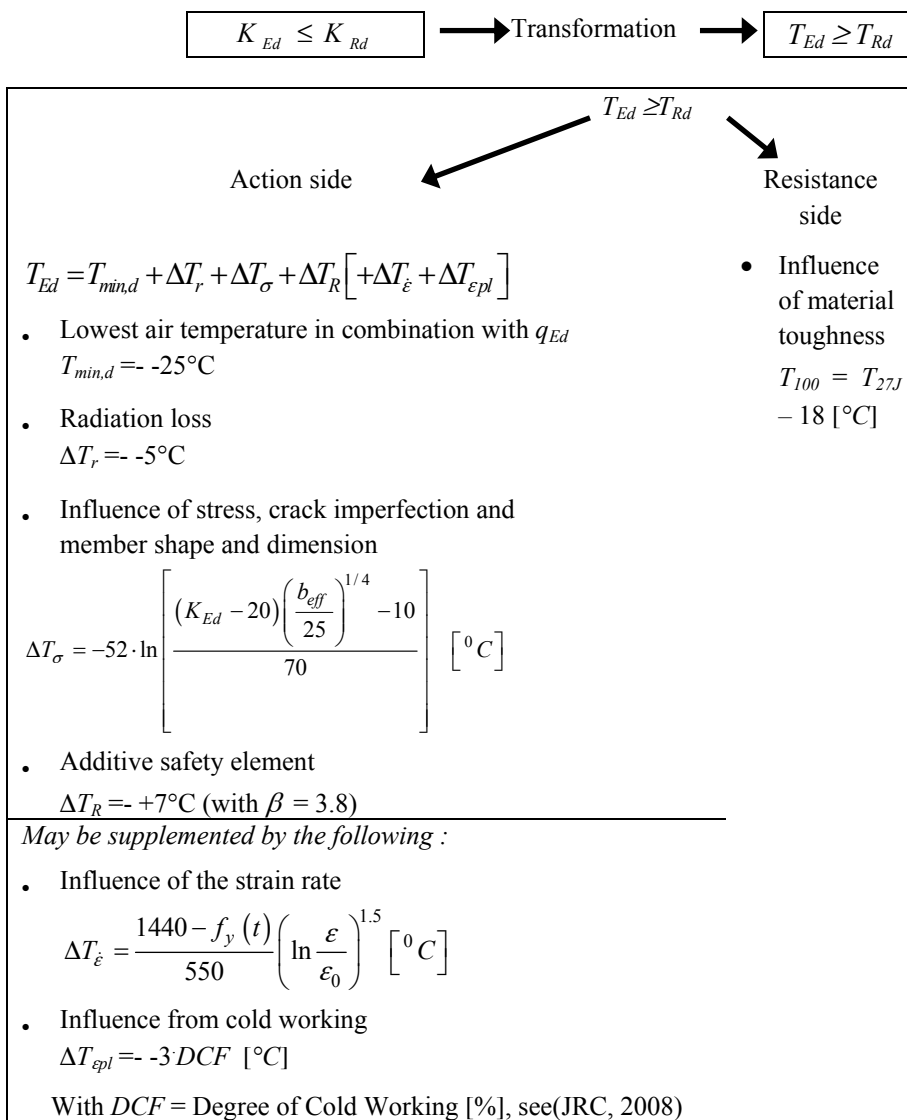 K_Ed ≤ K_Rd Transformation T_Ed ≥ T_Rd
T_Ed ≥T_Rd
Action side Resistance side
T_Ed = T_min,d + ΔT_r + ΔT_σ + ΔT_R [+ΔT_ε̇ + ΔT_εpl]
• Lowest air temperature in combination with q_Ed
T_min,d =- -25°C
• Radiation loss
ΔT_r =- -5°C
• Influence of stress, crack imperfection and
member shape and dimension
ΔT_σ = −52 · ln [ ( (K_Ed − 20) (b_eff / 25)^1/4 − 10 ) / 70 ] [⁰C]
• Additive safety element
ΔT_R =- +7°C (with β = 3.8)
• Influence
of material
toughness
T_100 = T_27J
– 18 [°C]
May be supplemented by the following :
• Influence of the strain rate
ΔT_ε̇ = (1440 − f_y (t)) / 550 (ln ε / ε_0)^1.5 [⁰C]
• Influence from cold working
ΔT_εpl =- -3·DCF [°C]
With DCF = Degree of Cold Working [%], see(JRC, 2008)